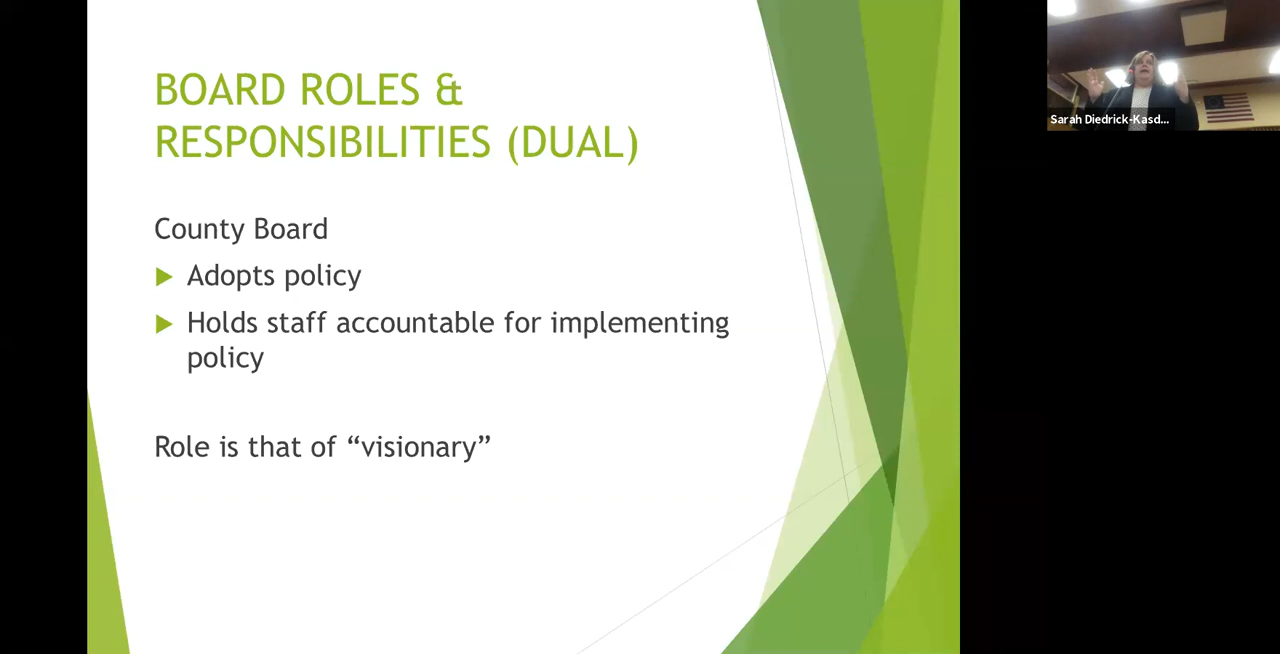 BOARD ROLES &
RESPONSIBILITIES (DUAL)
County Board
Adopts policy
Holds staff accountable for implementing
policy
Role is that of “visionary”
Sarah Diedrick-Kasd...